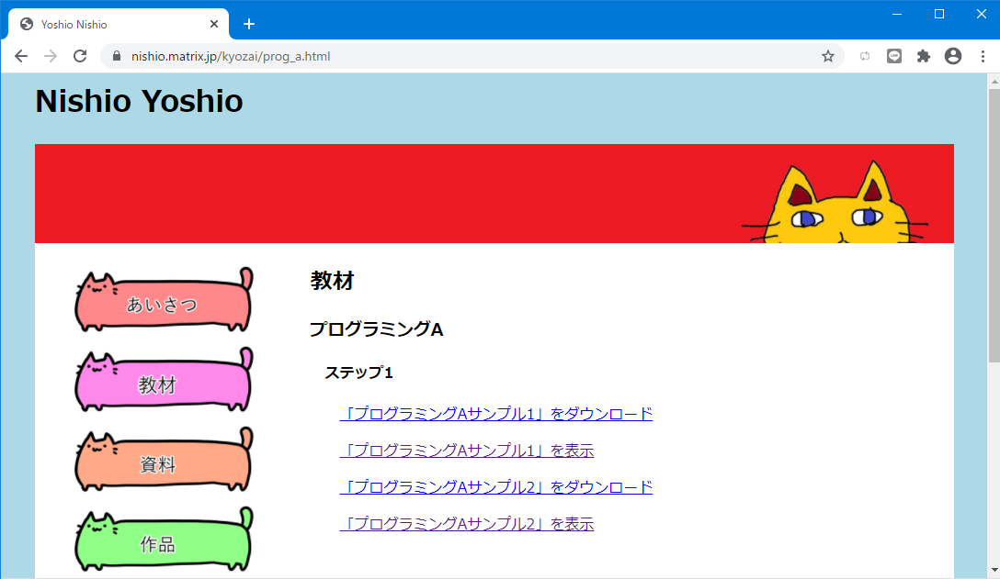 Yoshio Nishio
nishio.matrix.jp/kyozai/prog_a.html
Nishio Yoshio
あいさつ
教材
資料
作品
教材
プログラミングA
ステップ1
「プログラミングAサンプル1」をダウンロード
「プログラミングAサンプル1」を表示
「プログラミングAサンプル2」をダウンロード
「プログラミングAサンプル2」を表示